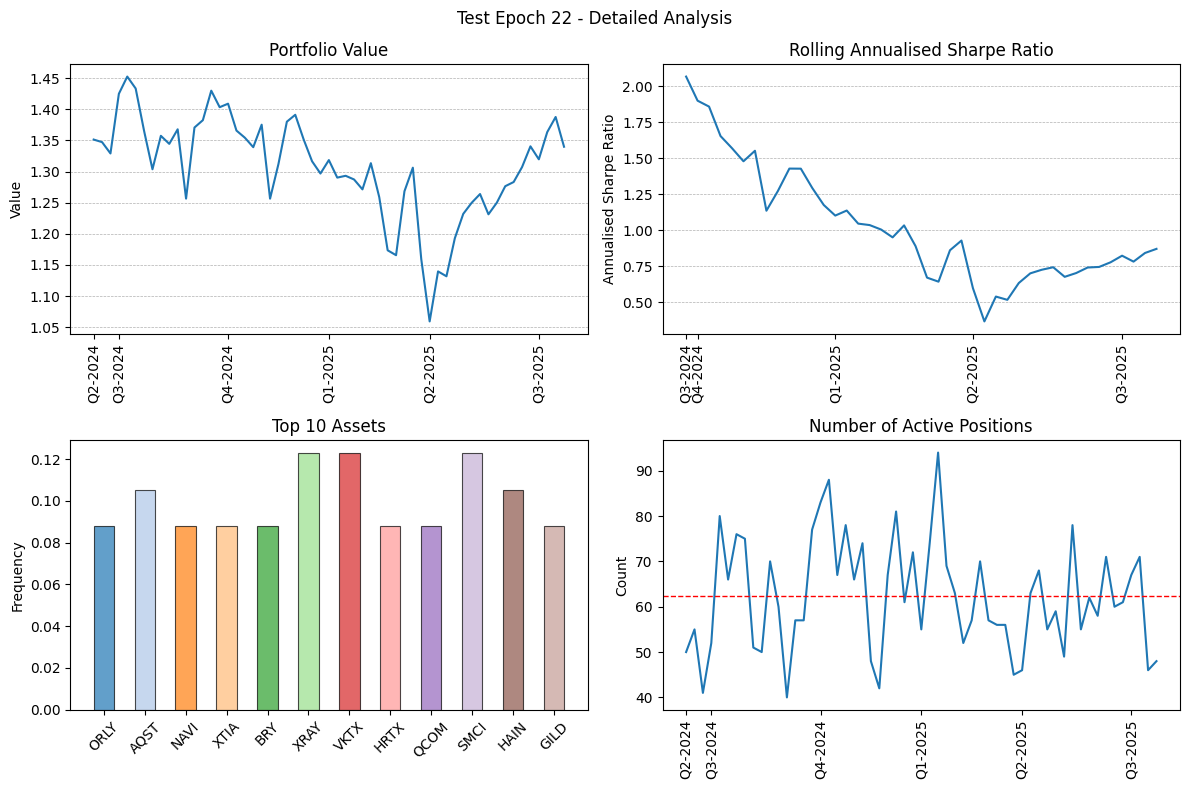 Test Epoch 22 - Detailed Analysis
Portfolio Value
Value
1.45
1.40
1.35
1.30
1.25
1.20
1.15
1.10
1.05
Q2-2024
Q3-2024
Q4-2024
Q1-2025
Q2-2025
Q3-2025
Rolling Annualised Sharpe Ratio
Annualised Sharpe Ratio
2.00
1.75
1.50
1.25
1.00
0.75
0.50
Q3-2024
Q4-2024
Q1-2025
Q2-2025
Q3-2025
Top 10 Assets
Frequency
0.12
0.10
0.08
0.06
0.04
0.02
0.00
ORLY
AQST
NAVI
XTIA
BRY
XRAY
VKTX
HRTX
QCOM
SMCI
HAIN
GILD
Number of Active Positions
Count
90
80
70
60
50
40
Q2-2024
Q3-2024
Q4-2024
Q1-2025
Q2-2025
Q3-2025